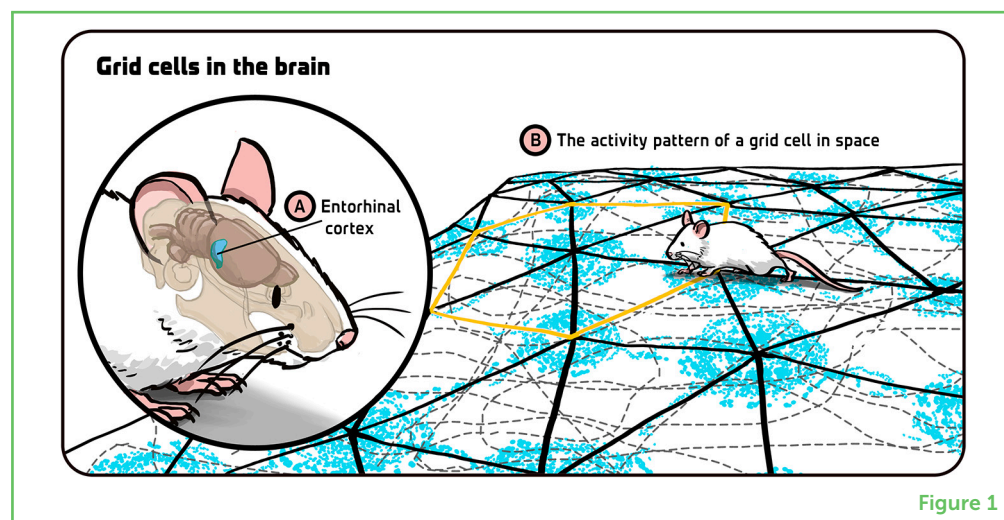 Grid cells in the brain
B The activity pattern of a grid cell in space
A Entorhinal
cortex
Figure 1